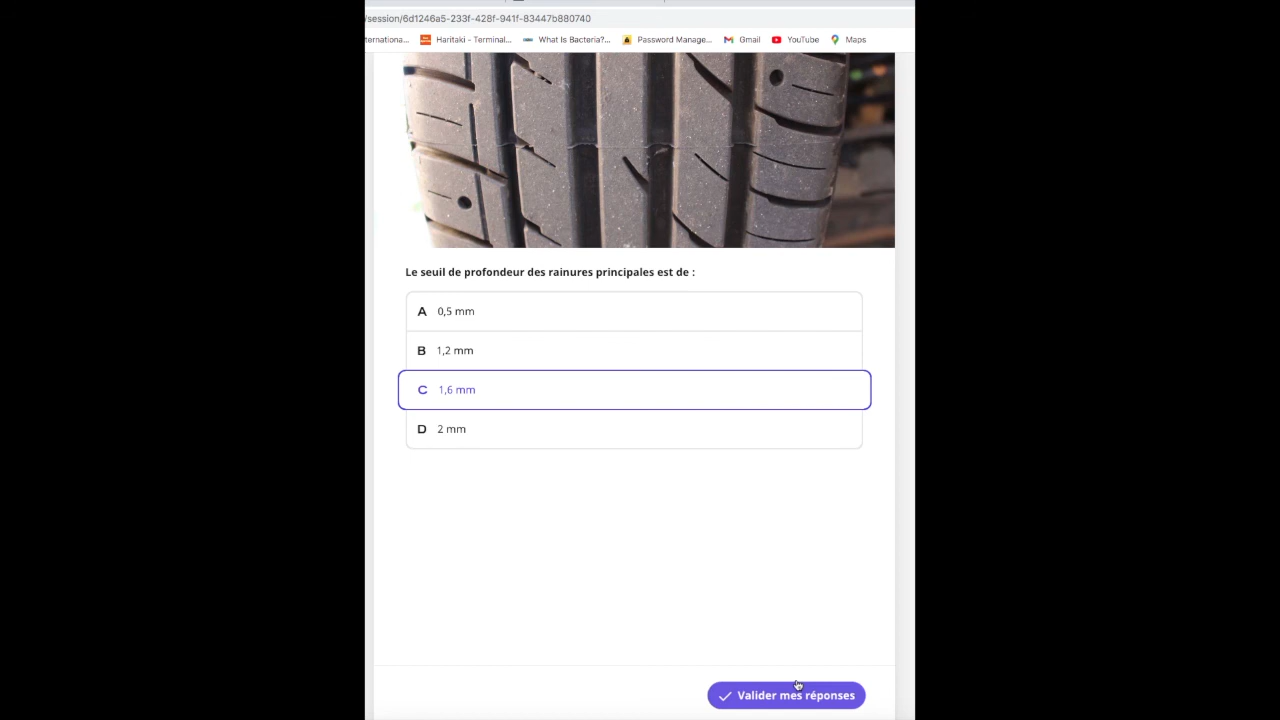 /session/6d1246a5-233f-428f-941f-83447b880740
ternationa... Haritaki - Terminal... What Is Bacteria?... Password Manage... Gmail YouTube Maps
Le seuil de profondeur des rainures principales est de :
A 0,5 mm
B 1,2 mm
C 1,6 mm
D 2 mm
Valider mes réponses